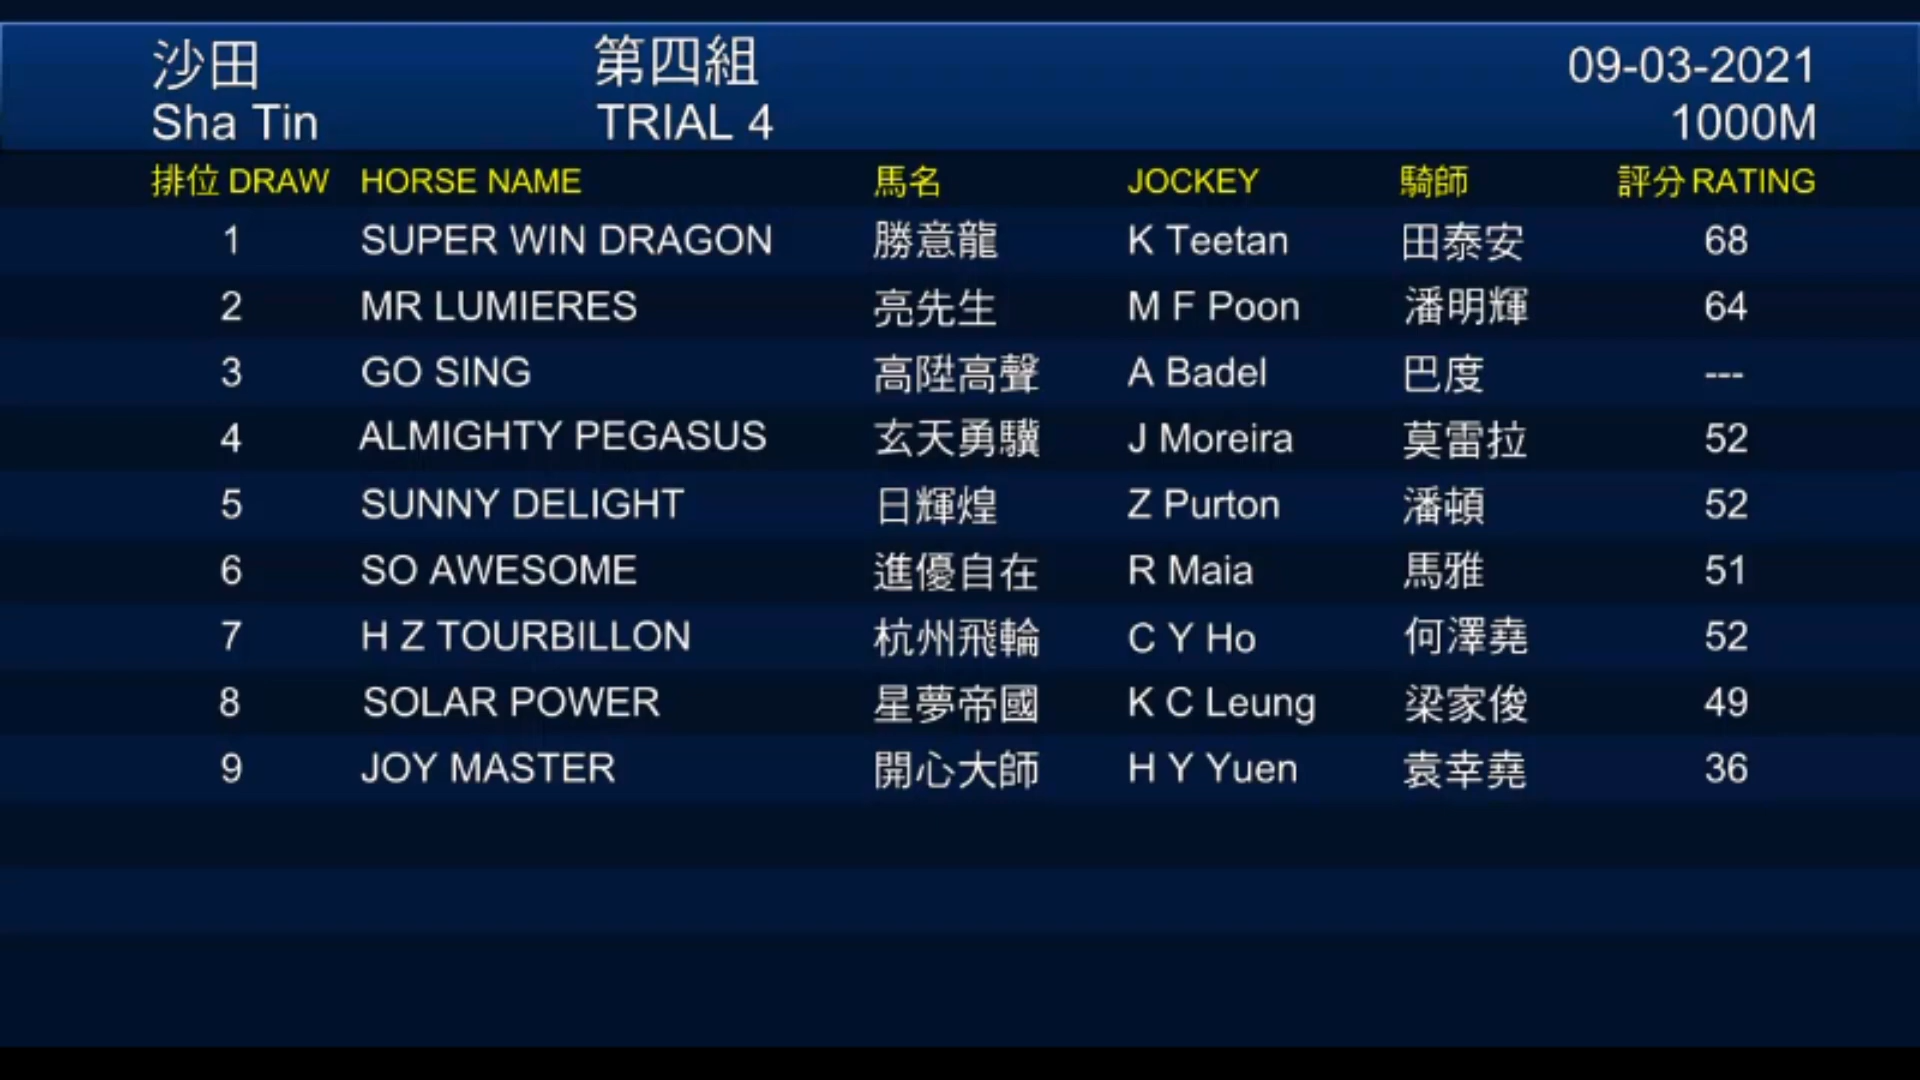 沙田 第四組 09-03-2021
Sha Tin TRIAL 4 1000M
排位 DRAW HORSE NAME 馬名 JOCKEY 騎師 評分 RATING
1 SUPER WIN DRAGON 勝意龍 K Teetan 田泰安 68
2 MR LUMIERES 亮先生 M F Poon 潘明輝 64
3 GO SING 高陞高聲 A Badel 巴度 ---
4 ALMIGHTY PEGASUS 玄天勇驥 J Moreira 莫雷拉 52
5 SUNNY DELIGHT 日輝煌 Z Purton 潘頓 52
6 SO AWESOME 進優自在 R Maia 馬雅 51
7 H Z TOURBILLON 杭州飛輪 C Y Ho 何澤堯 52
8 SOLAR POWER 星夢帝國 K C Leung 梁家俊 49
9 JOY MASTER 開心大師 H Y Yuen 袁幸堯 36